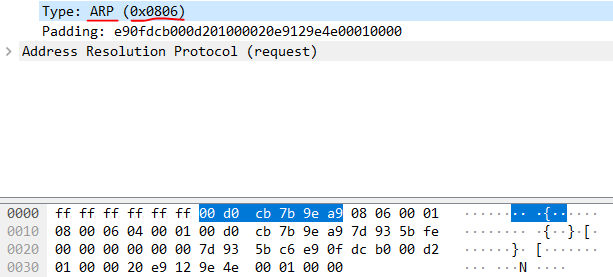 Type: ARP (0x0806)
Padding: e90fdcb000d201000020e9129e4e00010000
> Address Resolution Protocol (request)
0000 ff ff ff ff ff ff 00 d0 cb 7b 9e a9 08 06 00 01 ········ ·{······
0010 08 00 06 04 00 01 00 d0 cb 7b 9e a9 7d 93 5b fe ········ ·{··}·[·
0020 00 00 00 00 00 00 7d 93 5b c6 e9 0f dc b0 00 d2 ······}· [·······
0030 01 00 00 20 e9 12 9e 4e 00 01 00 00 ··· ···N ····